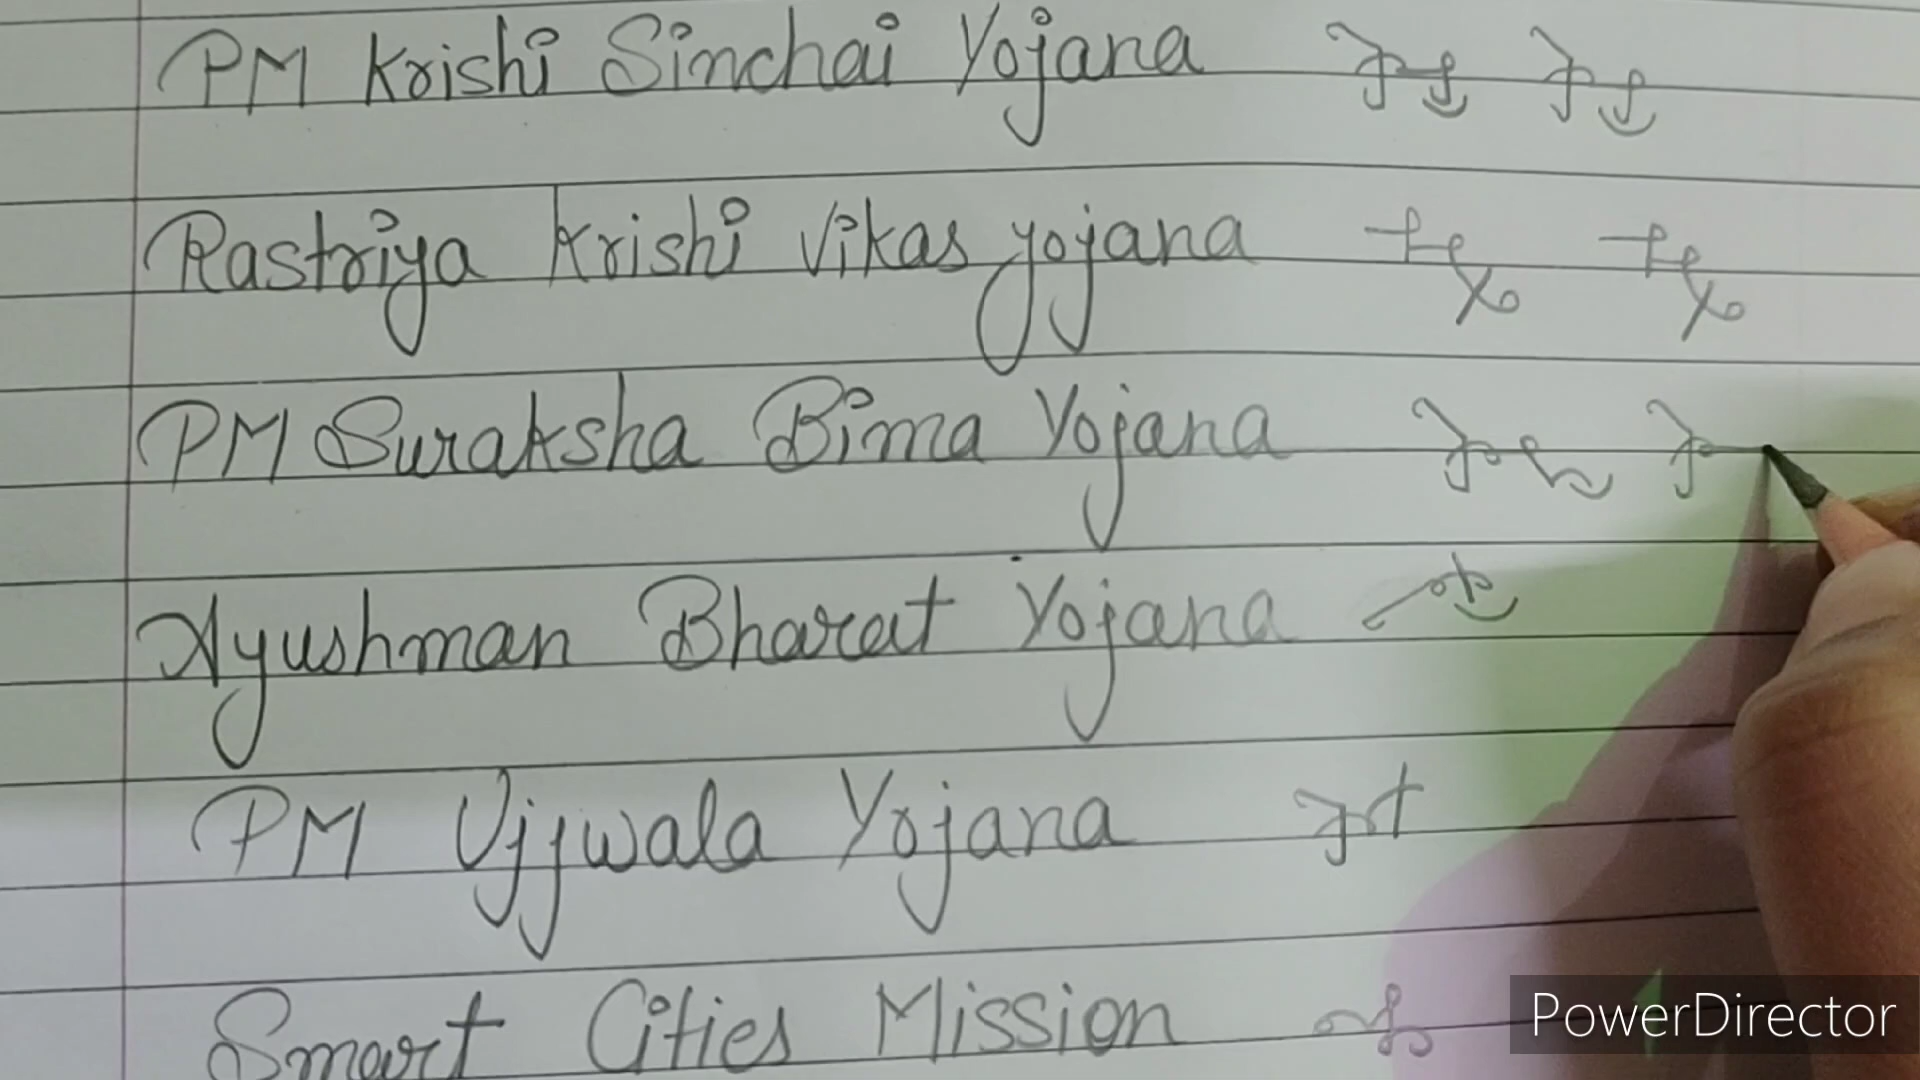 PM Krishi Sinchai Yojana
Rastriya Krishi Vikas yojana
PM Suraksha Bima Yojana
Ayushman Bharat Yojana
PM Ujjwala Yojana
Smart Cities Mission
PowerDirector